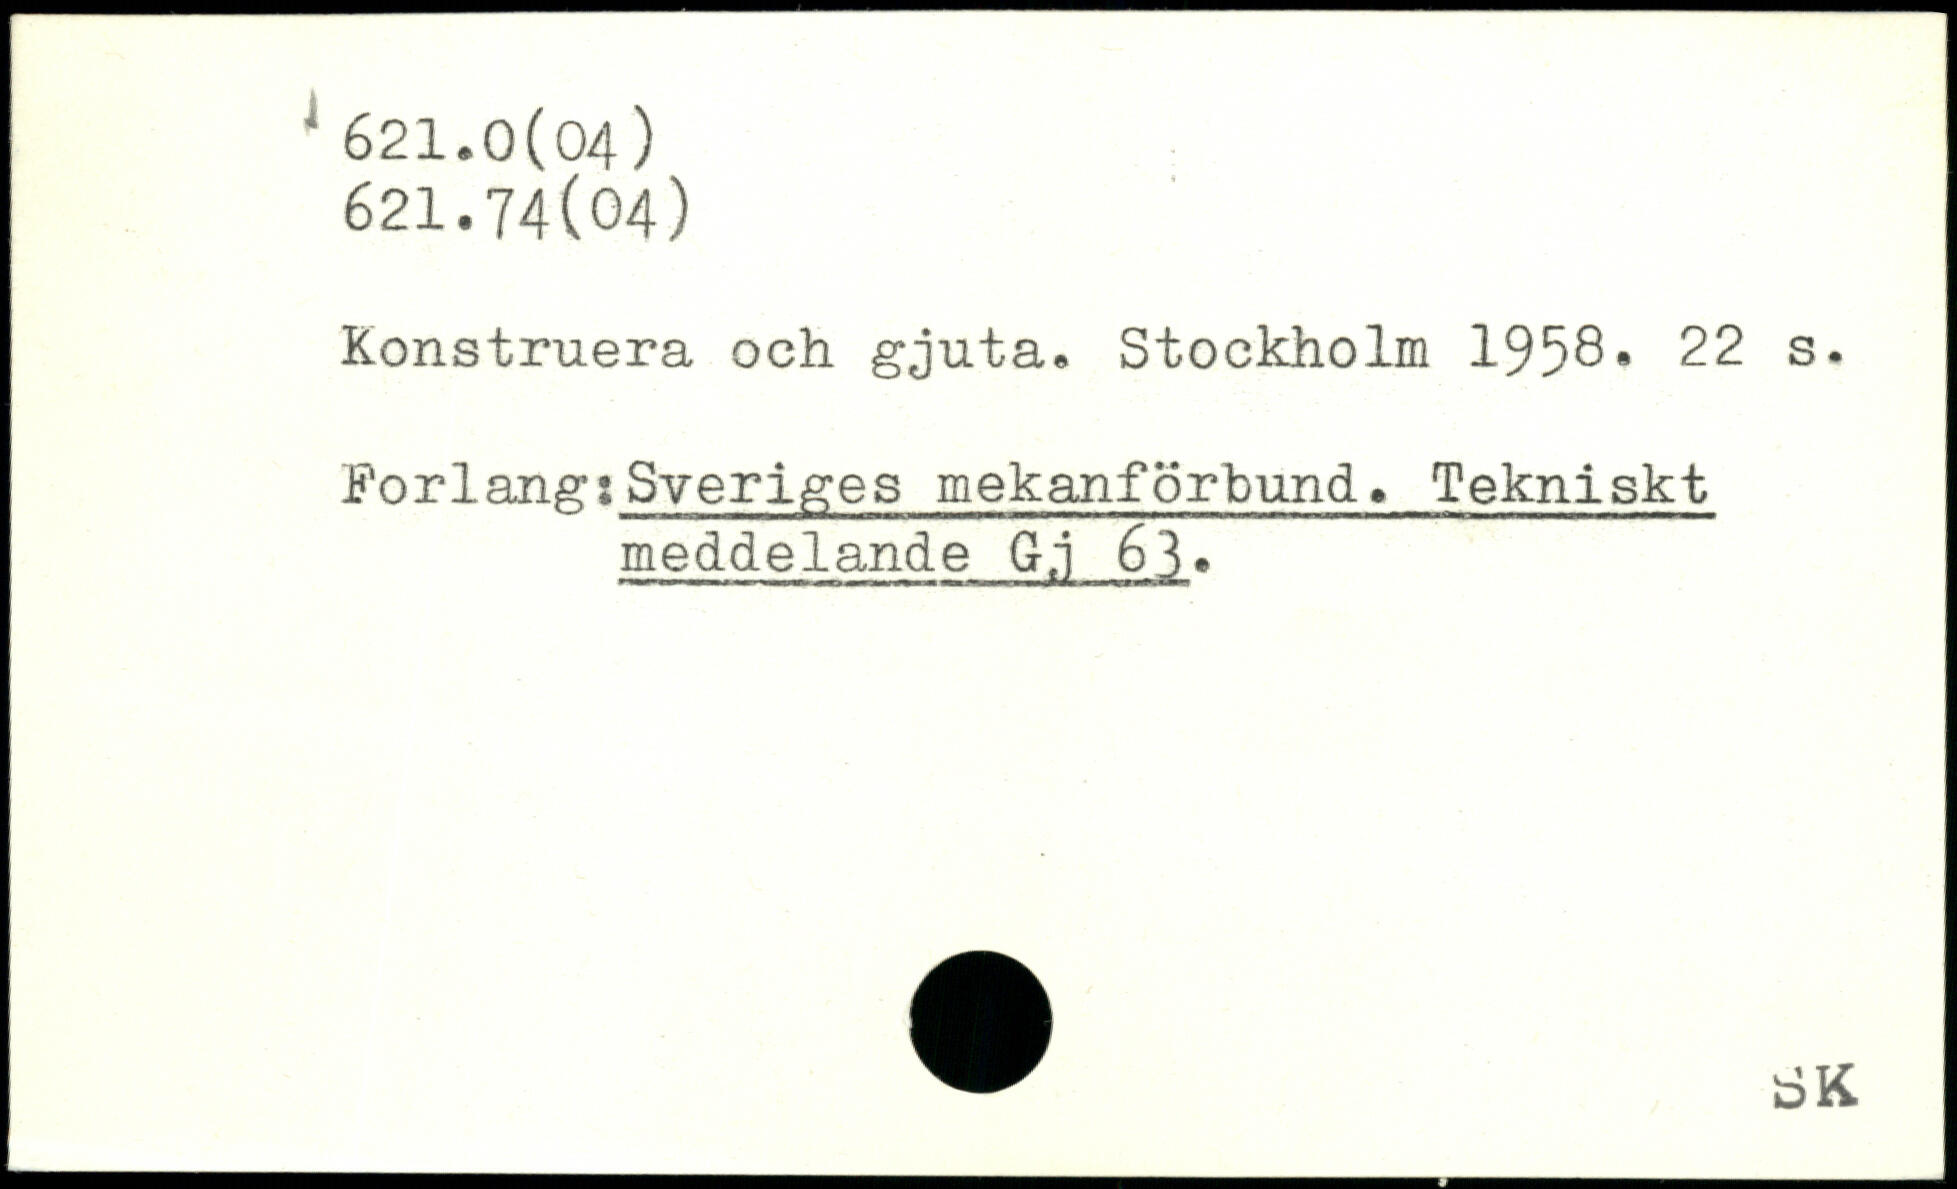 621.0(04)
621.74(04)
Konstruera och gjuta. Stockholm 1958. 22 s.
Forlang:Sveriges mekanförbund. Tekniskt
meddelande Gj 63.
SK